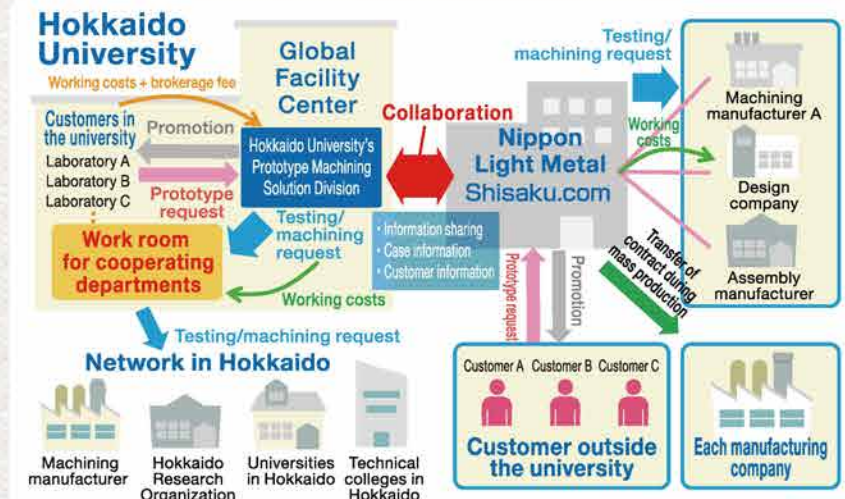 Hokkaido
University
Global
Facility
Center
Working costs + brokerage fee
Customers in
the university
Laboratory A
Laboratory B
Laboratory C
Promotion
Prototype
request
Hokkaido University's
Prototype Machining
Solution Division
Work room
for cooperating
departments
Testing/
machining
request
Working costs
Collaboration
• Information sharing
• Case information
• Customer information
Nippon
Light Metal
Shisaku.com
Testing/
machining request
Working
costs
Machining
manufacturer A
Design
company
Assembly
manufacturer
Transfer of
contract during
mass production
Prototype request
Promotion
Testing/machining request
Network in Hokkaido
Machining
manufacturer
Hokkaido
Research
Organization
Universities
in Hokkaido
Technical
colleges in
Hokkaido
Customer A Customer B Customer C
Customer outside
the university
Each manufacturing
company